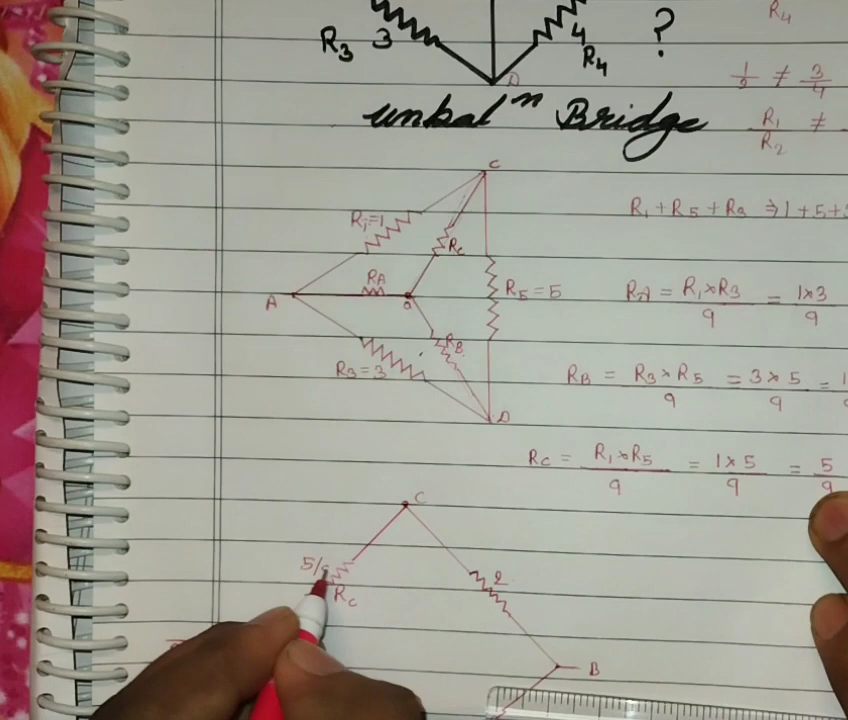 R4
R3 3
4
R4
?
D
1/2 ≠ 3/4
unbalⁿ Bridge
R1/R2 ≠
C
R1=1
R1 + R5 + R3 ⇒ 1 + 5 +
RC
RA
A
O
R5 = 5
RA = R1×R3/9 = 1×3/9
RB
R3=3
RB = R3 × R5/9 = 3 × 5/9 =
D
RC = R1×R5/9 = 1×5/9 = 5/9
C
5/9
RC
2
B